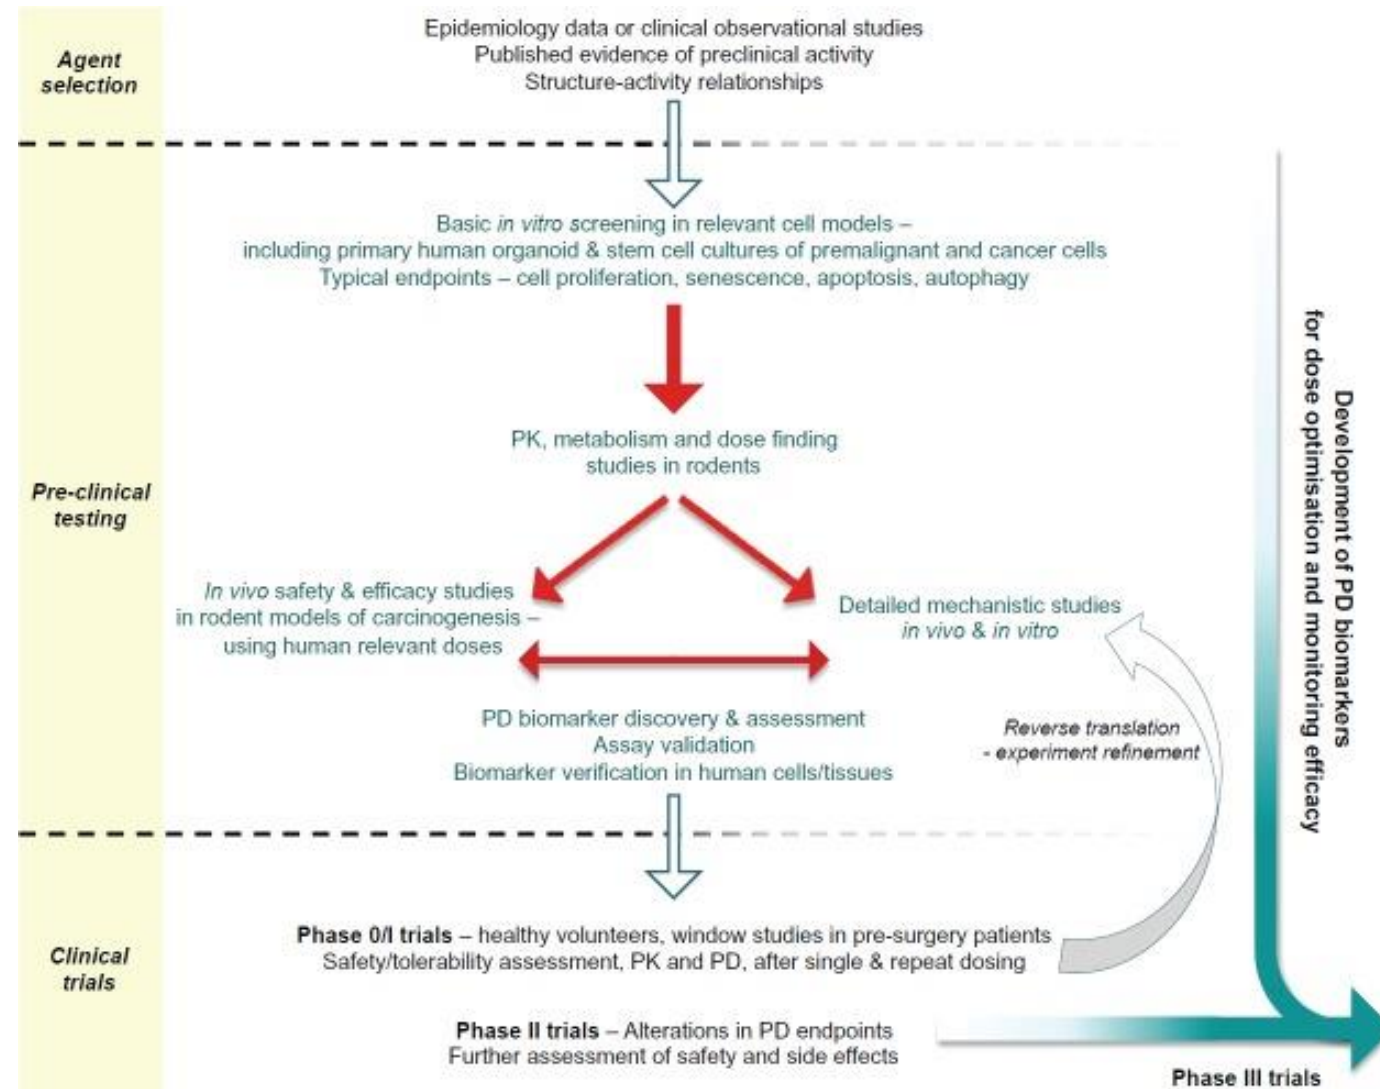 Agent
selection
Epidemiology data or clinical observational studies
Published evidence of preclinical activity
Structure-activity relationships
Pre-clinical
testing
Basic in vitro screening in relevant cell models –
including primary human organoid & stem cell cultures of premalignant and cancer cells
Typical endpoints – cell proliferation, senescence, apoptosis, autophagy
PK, metabolism and dose finding
studies in rodents
In vivo safety & efficacy studies
in rodent models of carcinogenesis –
using human relevant doses
Detailed mechanistic studies
in vivo & in vitro
PD biomarker discovery & assessment
Assay validation
Biomarker verification in human cells/tissues
Reverse translation
- experiment refinement
Development of PD biomarkers
for dose optimisation and monitoring efficacy
Clinical
trials
Phase 0/I trials – healthy volunteers, window studies in pre-surgery patients
Safety/tolerability assessment, PK and PD, after single & repeat dosing
Phase II trials – Alterations in PD endpoints
Further assessment of safety and side effects
Phase III trials